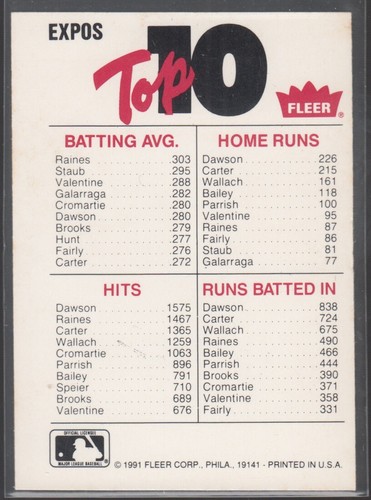 EXPOS
Top 10
FLEER®
BATTING AVG.
Raines .303
Staub .295
Valentine .288
Galarraga .282
Cromartie .280
Dawson .280
Brooks .279
Hunt .277
Fairly .276
Carter .272
HOME RUNS
Dawson 226
Carter 215
Wallach 161
Bailey 118
Parrish 100
Valentine 95
Raines 87
Fairly 86
Staub 81
Galarraga 77
HITS
Dawson 1575
Raines 1467
Carter 1365
Wallach 1259
Cromartie 1063
Parrish 896
Bailey 791
Speier 710
Brooks 689
Valentine 676
RUNS BATTED IN
Dawson 838
Carter 724
Wallach 675
Raines 490
Bailey 466
Parrish 444
Brooks 390
Cromartie 371
Valentine 358
Fairly 331
OFFICIAL LICENSEE
MAJOR LEAGUE BASEBALL
© 1991 FLEER CORP., PHILA., 19141 - PRINTED IN U.S.A.